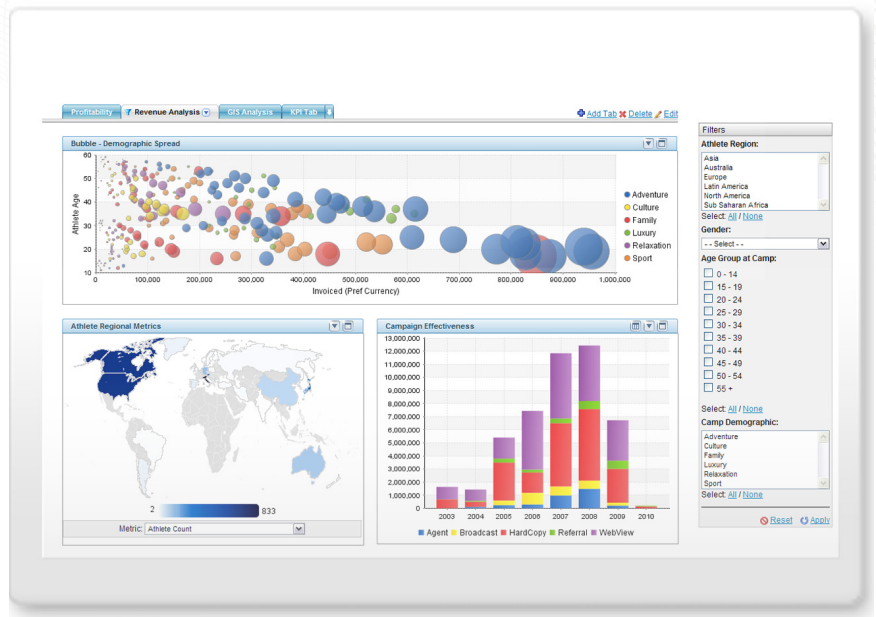 Profitability
Revenue Analysis
GIS Analysis
KPI Tab
Add Tab Delete Edit
Bubble - Demographic Spread
60
50
40
30
20
10
Athlete Age
0 100,000 200,000 300,000 400,000 500,000 600,000 700,000 800,000 900,000 1,000,000
Invoiced (Pref Currency)
Adventure
Culture
Family
Luxury
Relaxation
Sport
Athlete Regional Metrics
2 833
Metric: Athlete Count
Campaign Effectiveness
13,000,000
12,000,000
11,000,000
10,000,000
9,000,000
8,000,000
7,000,000
6,000,000
5,000,000
4,000,000
3,000,000
2,000,000
1,000,000
0
2003 2004 2005 2006 2007 2008 2009 2010
Agent Broadcast HardCopy Referral WebView
Filters
Athlete Region:
Asia
Australia
Europe
Latin America
North America
Sub Saharan Africa
Select: All / None
Gender:
- - Select - -
Age Group at Camp:
0 - 14
15 - 19
20 - 24
25 - 29
30 - 34
35 - 39
40 - 44
45 - 49
50 - 54
55 +
Select: All / None
Camp Demographic:
Adventure
Culture
Family
Luxury
Relaxation
Sport
Select: All / None
Reset Apply